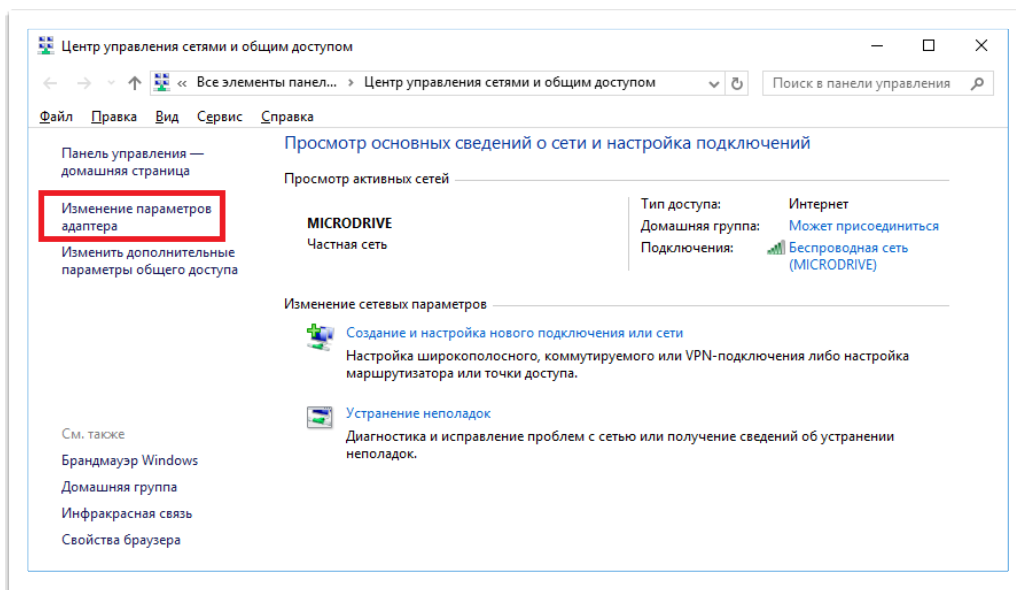 Центр управления сетями и общим доступом
« Все элементы панел... › Центр управления сетями и общим доступом
Поиск в панели управления
Файл Правка Вид Сервис Справка
Панель управления —
домашняя страница
Изменение параметров
адаптера
Изменить дополнительные
параметры общего доступа
Просмотр основных сведений о сети и настройка подключений
Просмотр активных сетей
MICRODRIVE
Частная сеть
Тип доступа: Интернет
Домашняя группа: Может присоединиться
Подключения: Беспроводная сеть
(MICRODRIVE)
Изменение сетевых параметров
Создание и настройка нового подключения или сети
Настройка широкополосного, коммутируемого или VPN-подключения либо настройка
маршрутизатора или точки доступа.
Устранение неполадок
Диагностика и исправление проблем с сетью или получение сведений об устранении
неполадок.
См. также
Брандмауэр Windows
Домашняя группа
Инфракрасная связь
Свойства браузера